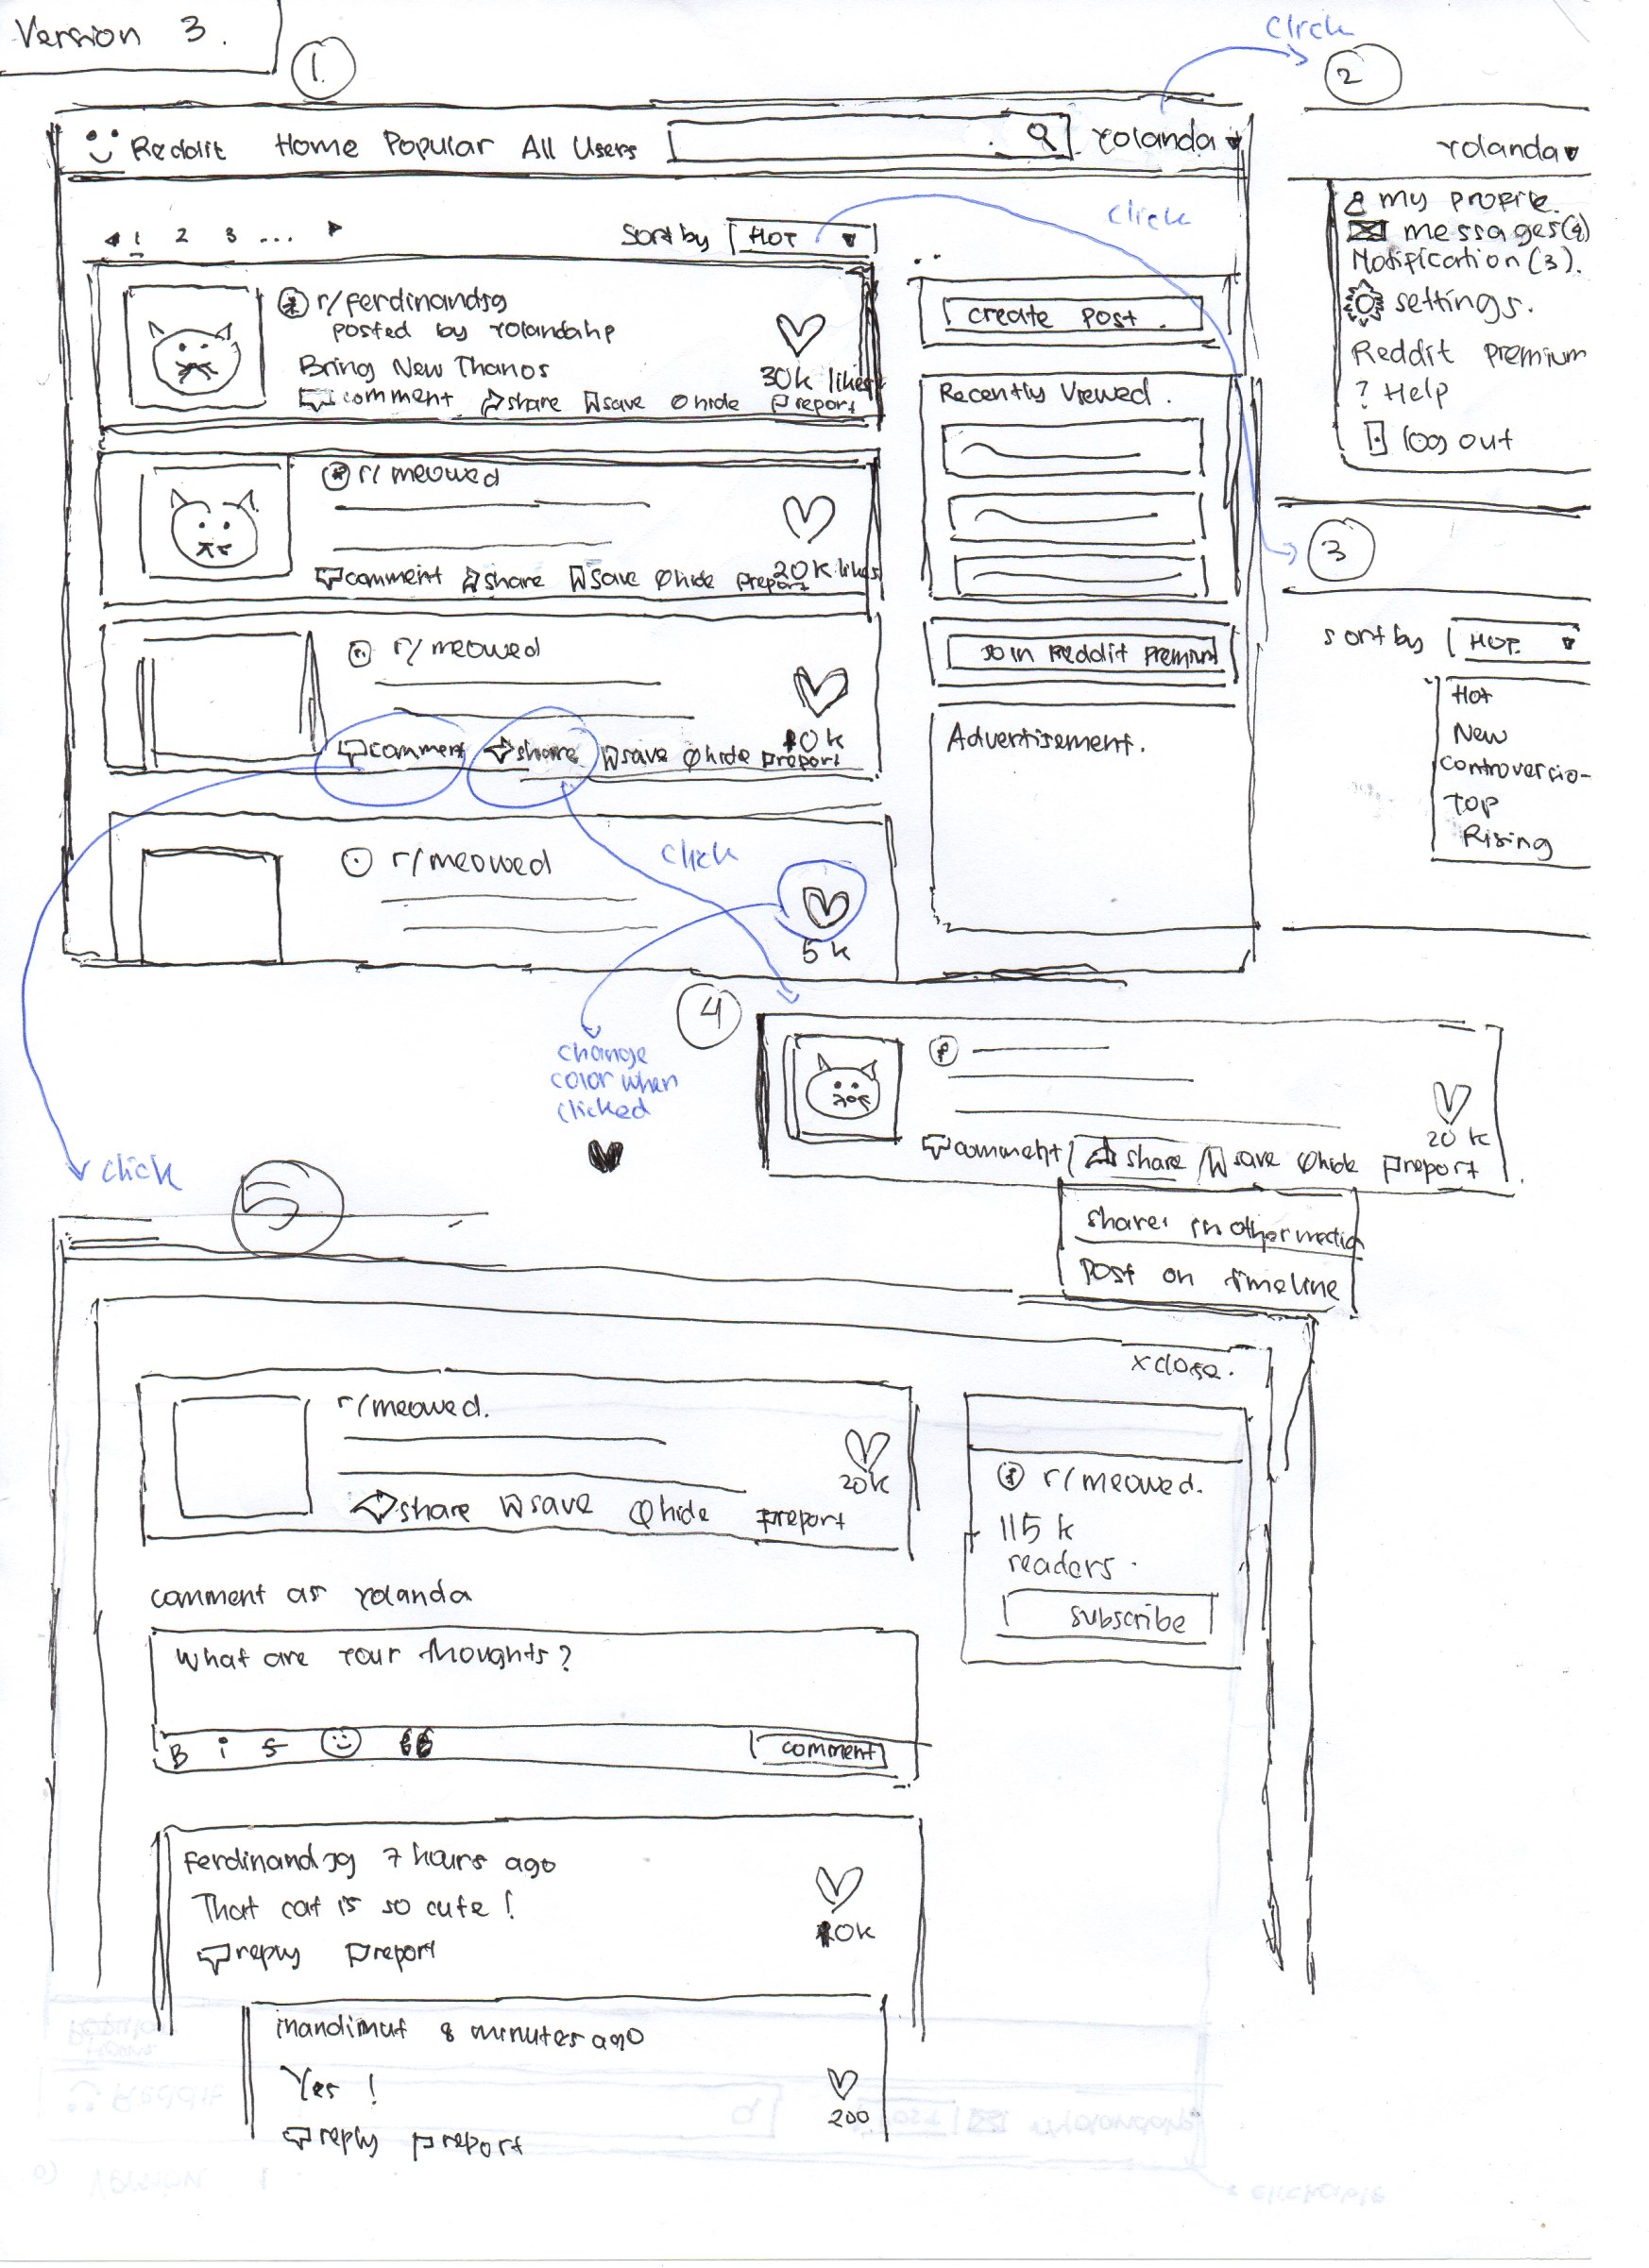 Version 3.
1.
click
2
Reddit Home Popular All Users
yolanda
1 2 3 ...
Sort by HOT
click
r/ferdinandjg
posted by yolandahp
Bring New Thanos
30k likes
comment share save hide report
r/meowed
20k likes
comment share save hide report
r/meowed
10k
comment share save hide report
r/meowed
5k
click
change
color when
clicked
create post.
Recently Viewed.
Join Reddit Premium
Advertisement.
yolanda
my profile.
messages(4)
Notification(3).
settings.
Reddit premium
? Help
log out
3
sort by HOT.
Hot
New
controversia-
Top
Rising
4
20k
comment share save hide report
share in other media
post on timeline
click
5
x close.
r/meowed.
20k
share save hide report
r/meowed.
115k
readers.
subscribe
comment as yolanda
What are your thoughts?
B i S
comment
ferdinandjg 7 hours ago
That cat is so cute!
10k
reply report
inandimut 8 minutes ago
Yes!
200
reply report